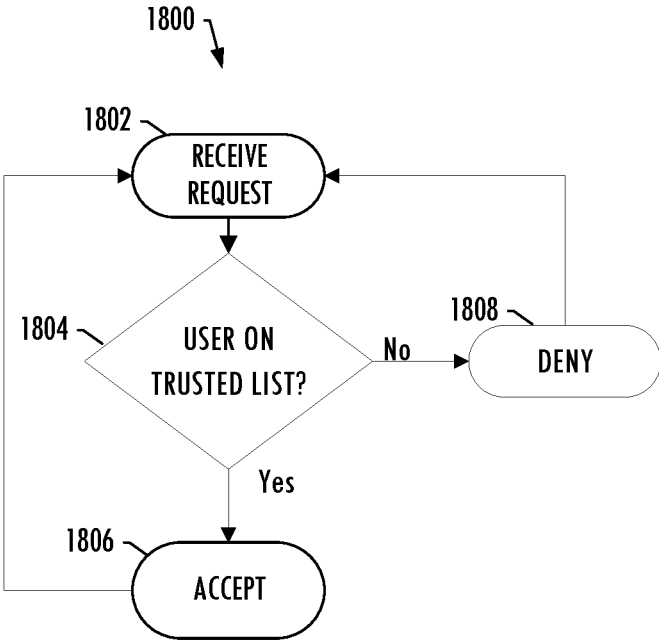 1800
1802
RECEIVE
REQUEST
1804
USER ON
TRUSTED LIST?
No
1808
DENY
Yes
1806
ACCEPT